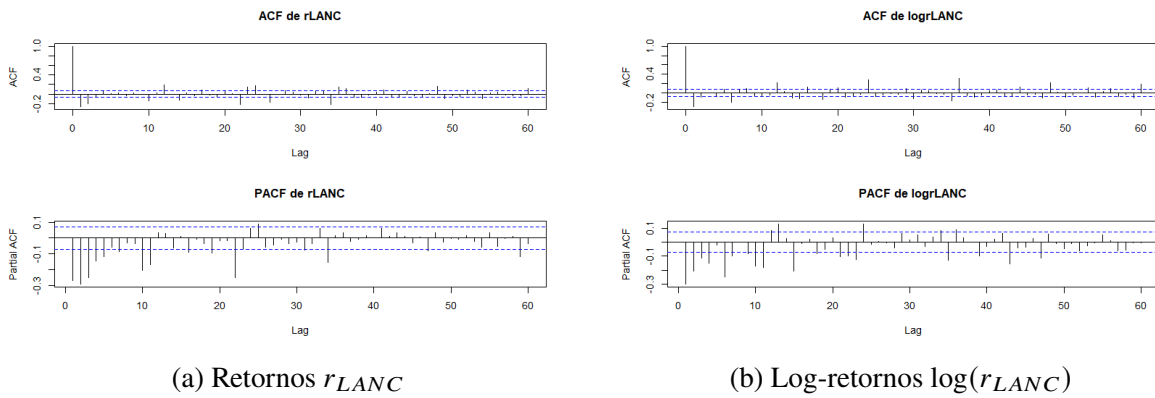 ACF de rLANC
ACF
1.0
0.4
-0.2
0 10 20 30 40 50 60
Lag
PACF de rLANC
Partial ACF
0.1
-0.1
-0.3
0 10 20 30 40 50 60
Lag
(a) Retornos r_LANC
ACF de logrLANC
ACF
1.0
0.4
-0.2
0 10 20 30 40 50 60
Lag
PACF de logrLANC
Partial ACF
0.1
-0.1
-0.3
0 10 20 30 40 50 60
Lag
(b) Log-retornos log(r_LANC)